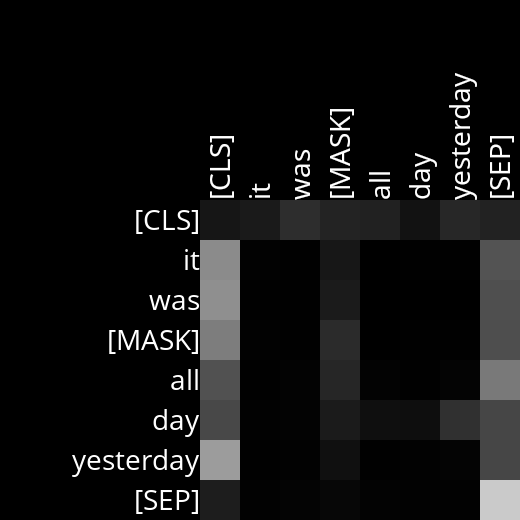 [CLS]
it
was
[MASK]
all
day
yesterday
[SEP]
[CLS]
it
was
[MASK]
all
day
yesterday
[SEP]